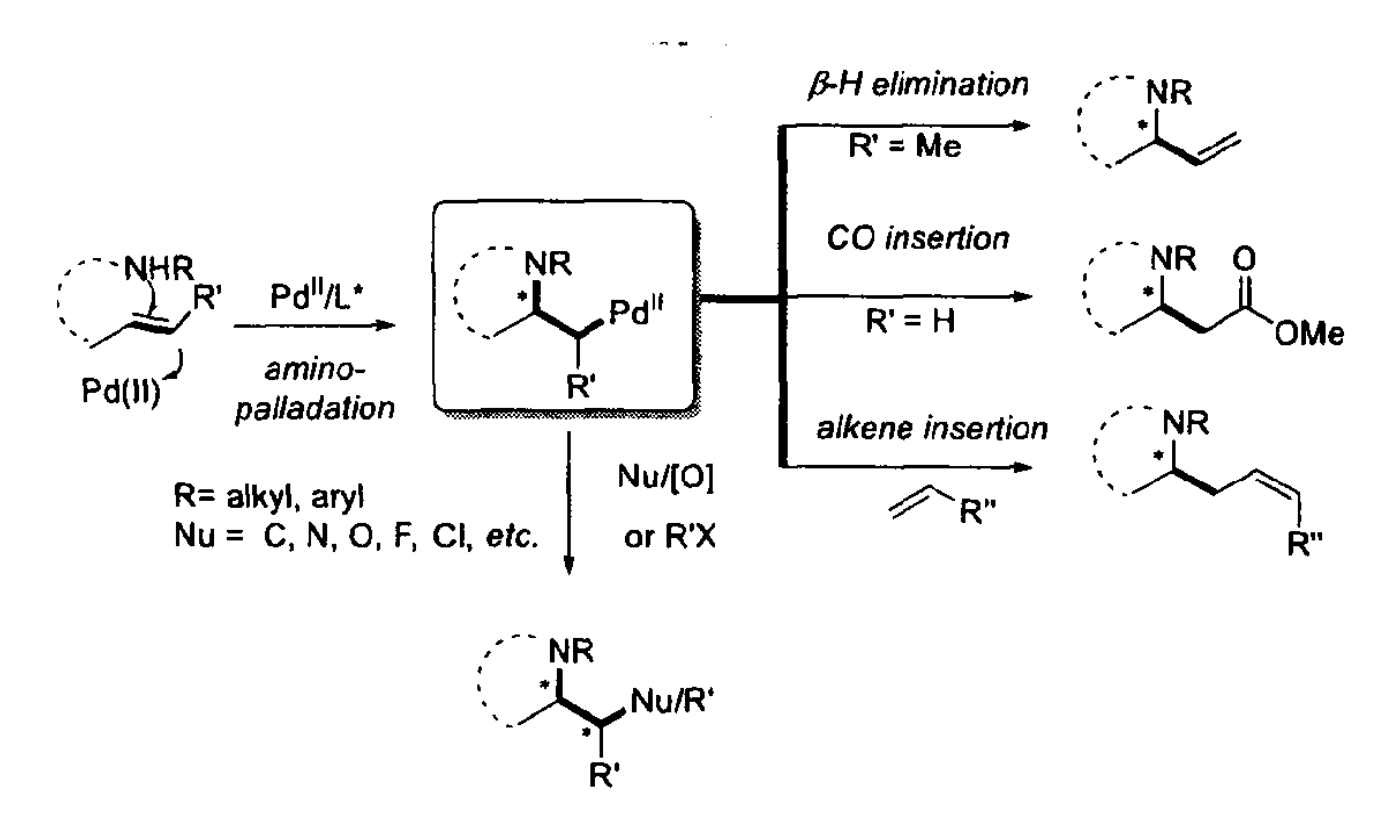 β-H elimination
R' = Me
NR
*
CO insertion
R' = H
NR
O
*
OMe
NHR
R'
Pd(II)
Pd^II/L*
amino-
palladation
NR
*
Pd^II
R'
alkene insertion
R''
NR
*
R''
R= alkyl, aryl
Nu = C, N, O, F, Cl, etc.
Nu/[O]
or R'X
NR
*
Nu/R'
*
R'